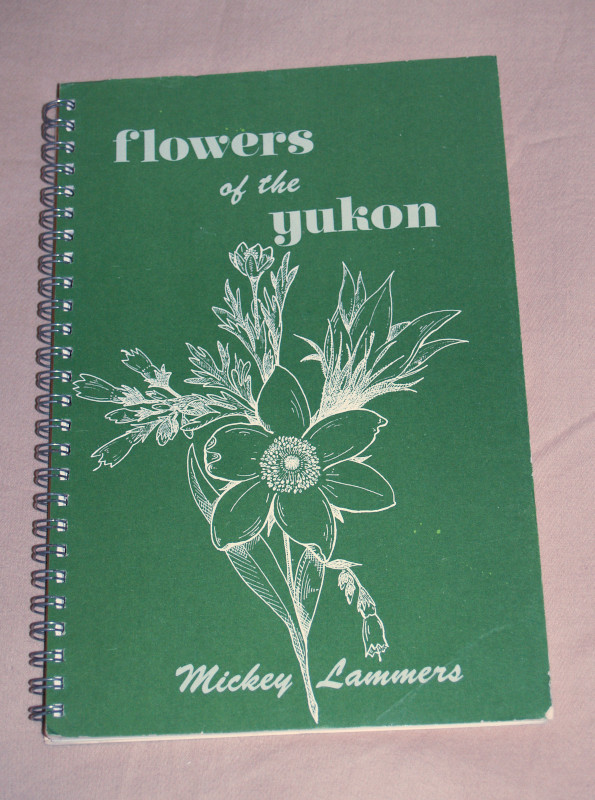 flowers
of the
yukon
Mickey Lammers